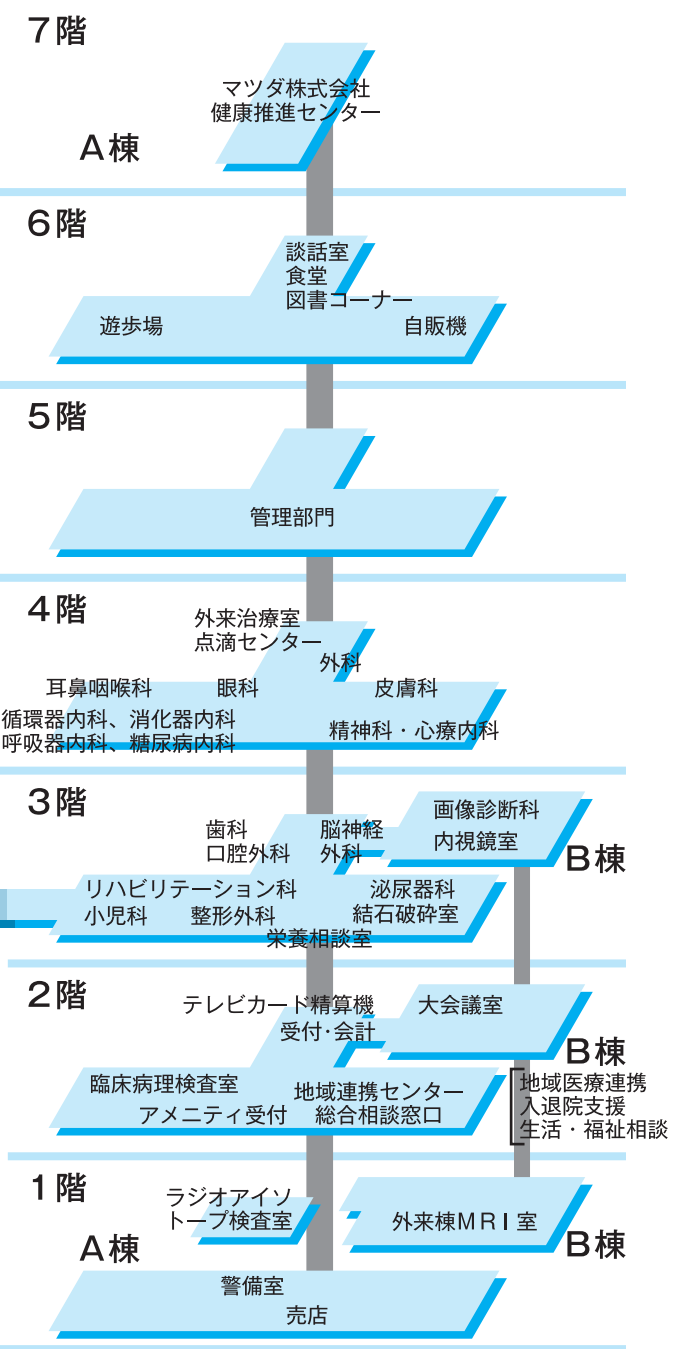 7階
マツダ株式会社
健康推進センター
A棟
6階
談話室
食堂
図書コーナー
遊歩場
自販機
5階
管理部門
4階
外来治療室
点滴センター
外科
耳鼻咽喉科
眼科
皮膚科
循環器内科、消化器内科
呼吸器内科、糖尿病内科
精神科・心療内科
3階
歯科
口腔外科
脳神経
外科
画像診断科
内視鏡室
B棟
リハビリテーション科
小児科
整形外科
泌尿器科
結石破砕室
栄養相談室
2階
テレビカード精算機
受付・会計
大会議室
B棟
臨床病理検査室
アメニティ受付
地域連携センター
総合相談窓口
地域医療連携
入退院支援
生活・福祉相談
1階
ラジオアイソ
トープ検査室
外来棟MRI室
B棟
A棟
警備室
売店